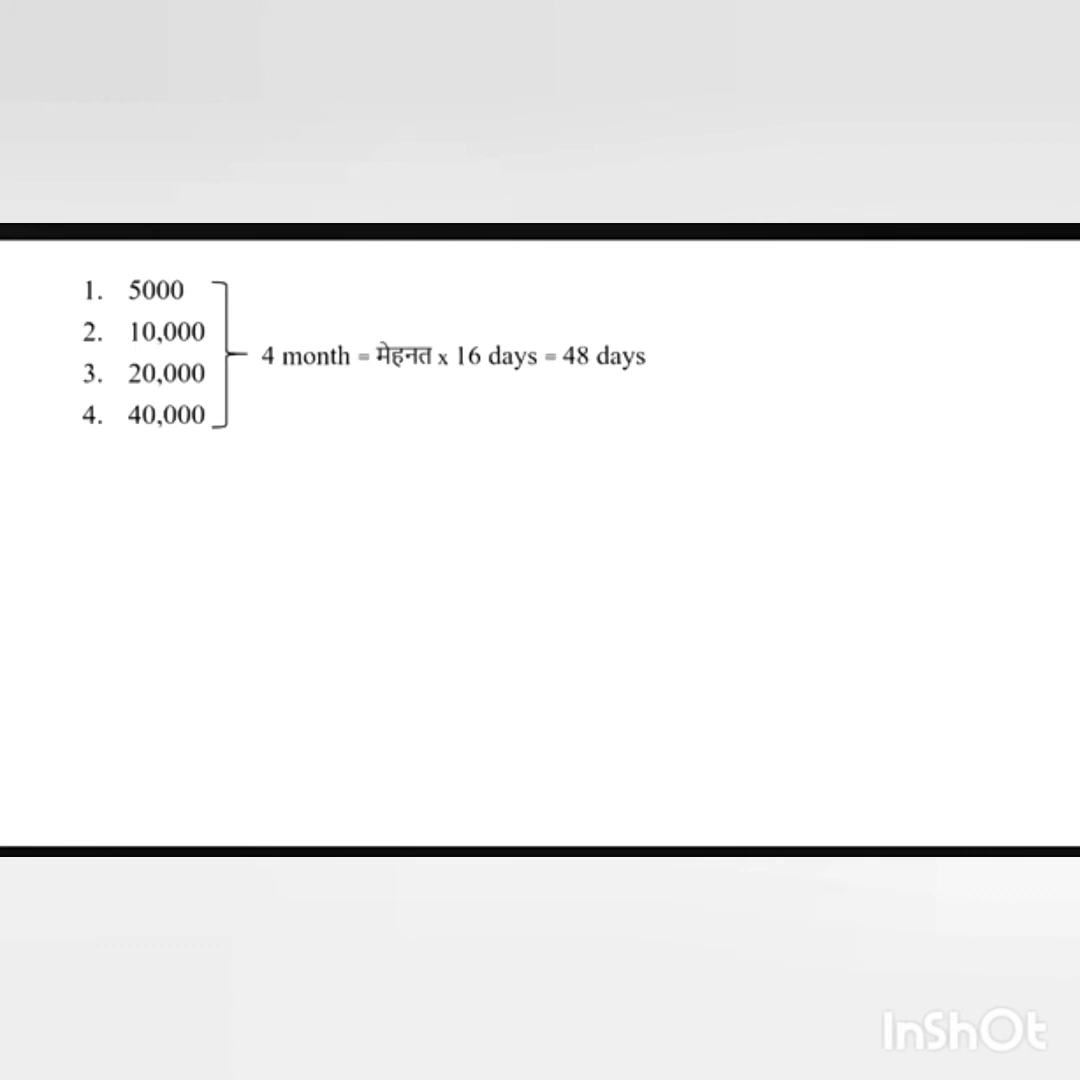 1. 5000
2. 10,000
3. 20,000
4. 40,000
4 month = मेहनत x 16 days = 48 days
InShOt